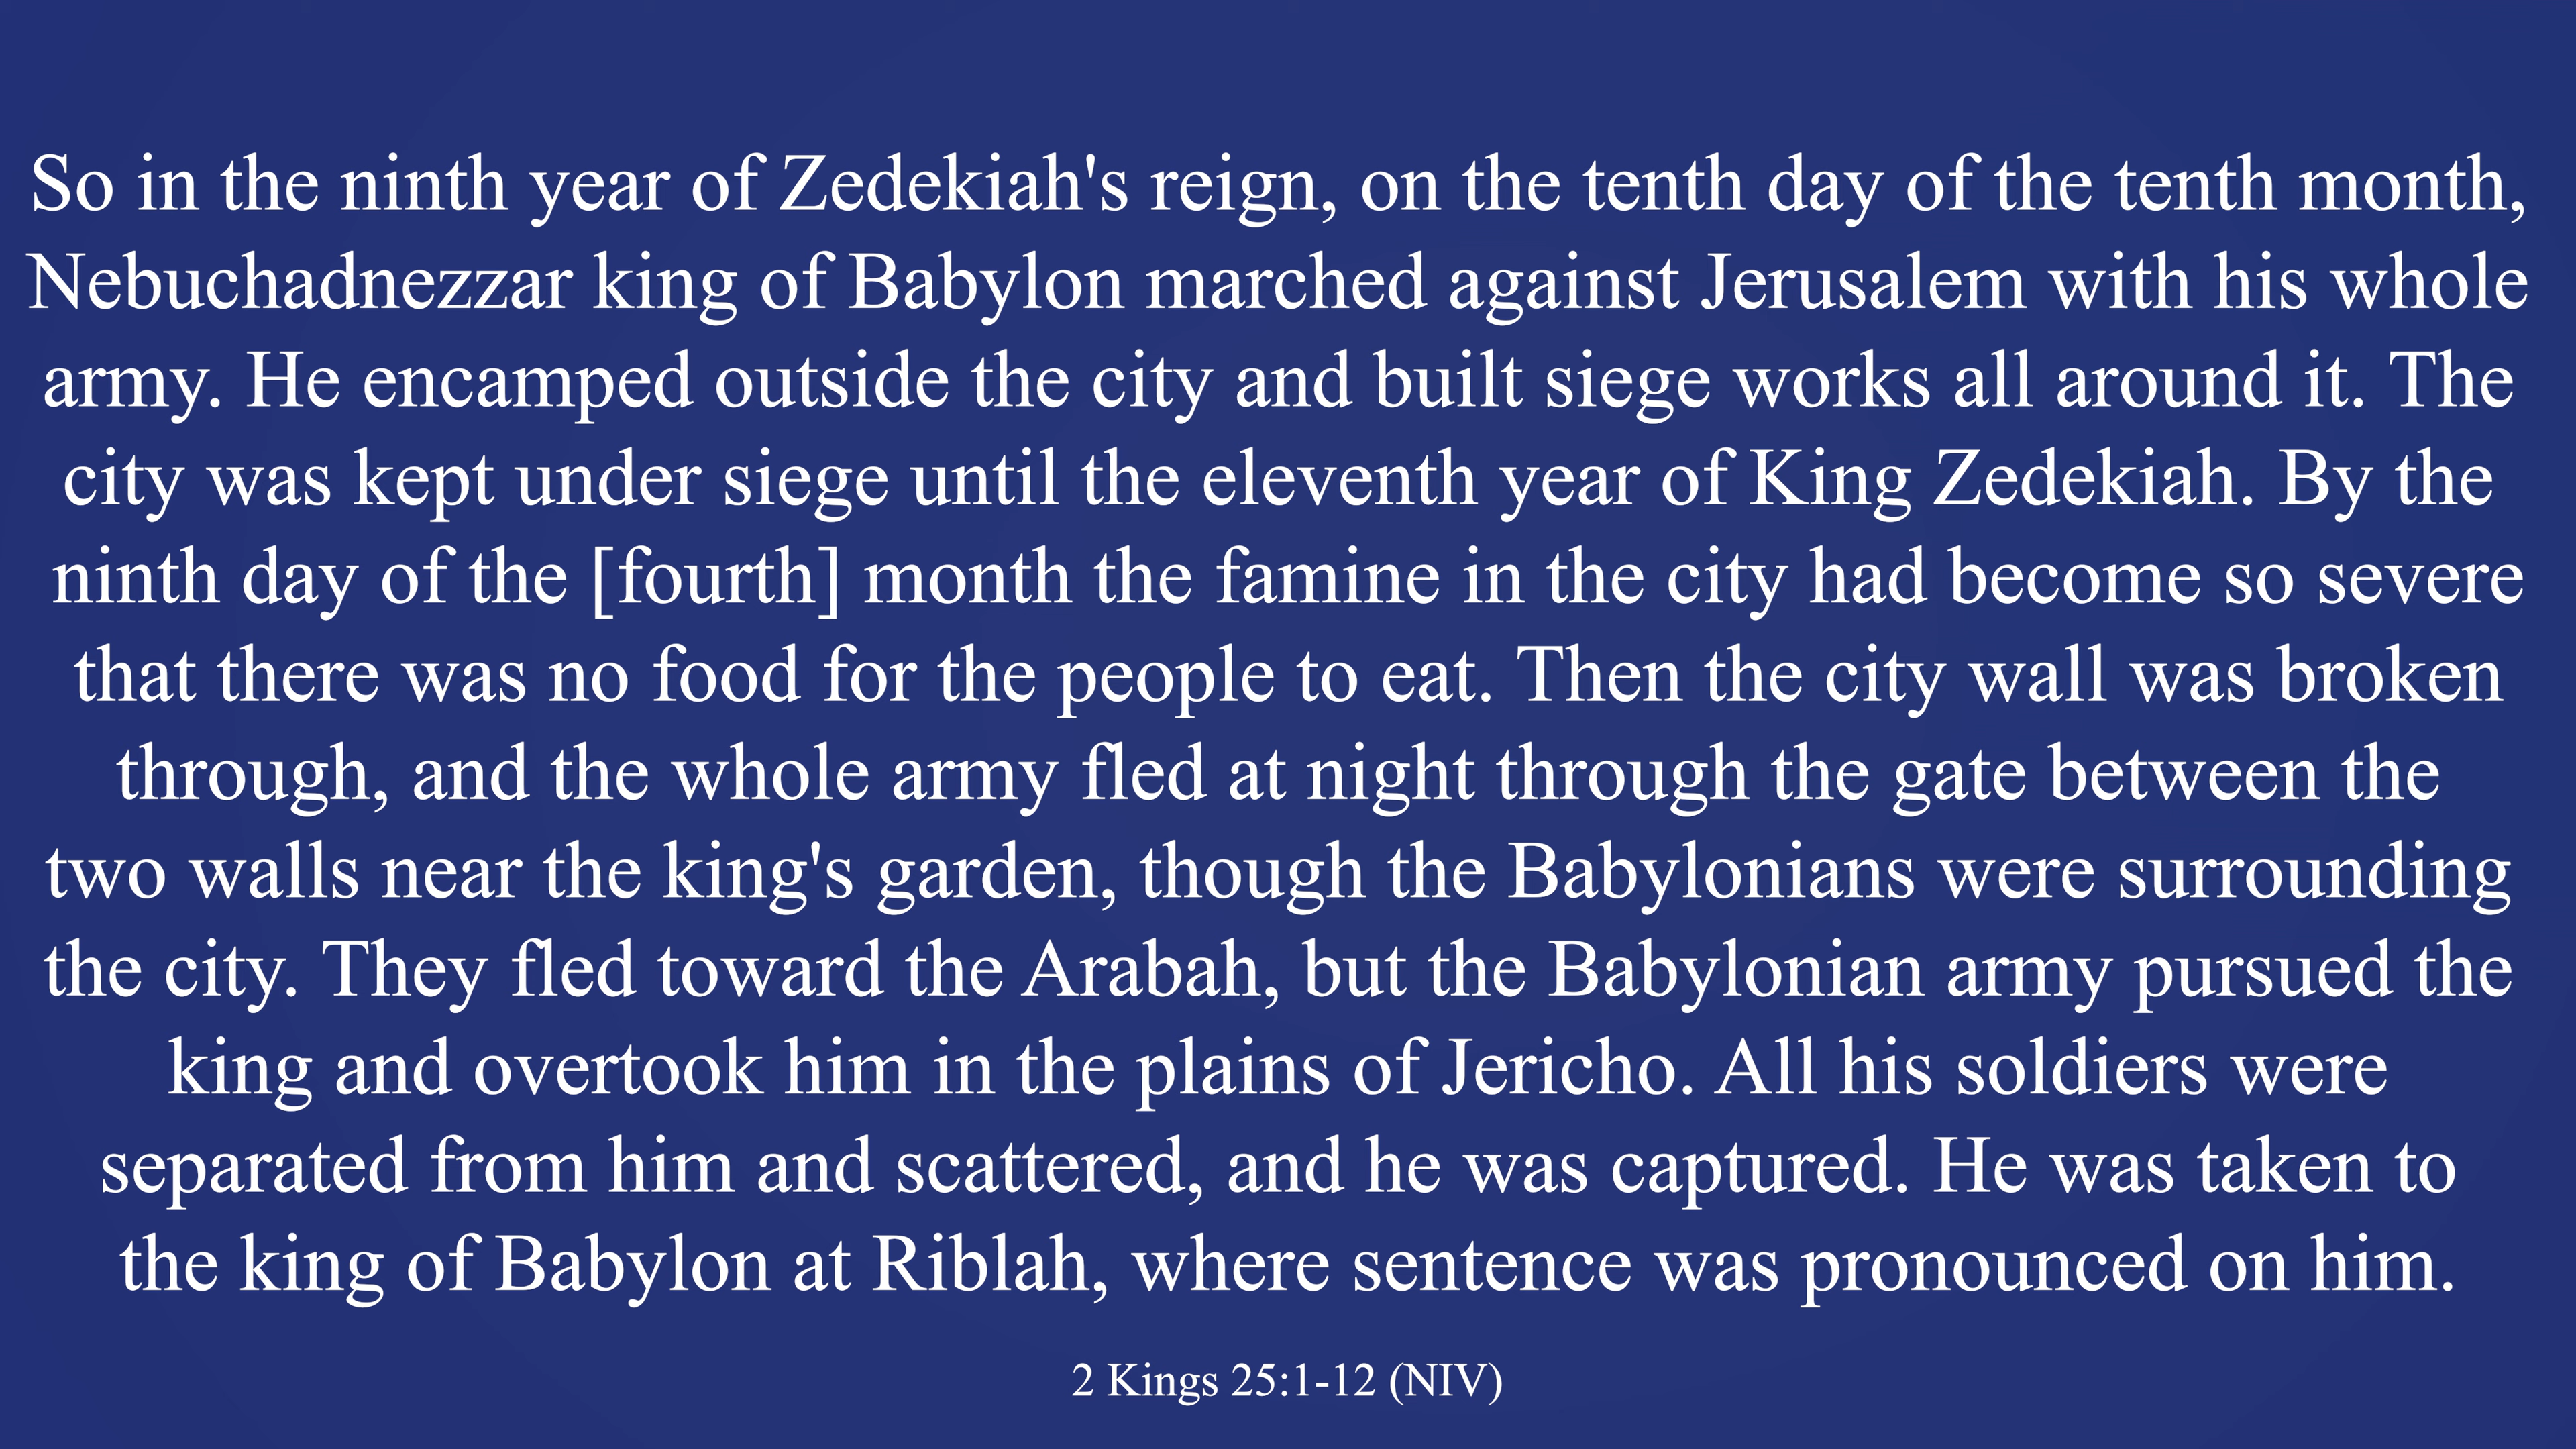 So in the ninth year of Zedekiah's reign, on the tenth day of the tenth month,
Nebuchadnezzar king of Babylon marched against Jerusalem with his whole
army. He encamped outside the city and built siege works all around it. The
city was kept under siege until the eleventh year of King Zedekiah. By the
ninth day of the [fourth] month the famine in the city had become so severe
that there was no food for the people to eat. Then the city wall was broken
through, and the whole army fled at night through the gate between the
two walls near the king's garden, though the Babylonians were surrounding
the city. They fled toward the Arabah, but the Babylonian army pursued the
king and overtook him in the plains of Jericho. All his soldiers were
separated from him and scattered, and he was captured. He was taken to
the king of Babylon at Riblah, where sentence was pronounced on him.
2 Kings 25:1-12 (NIV)